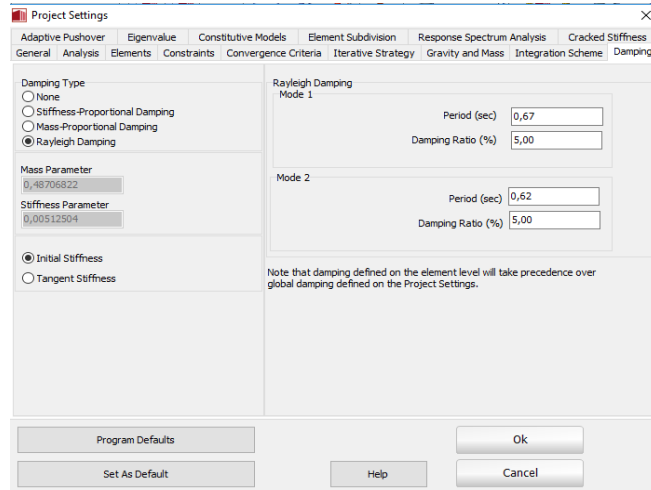 Project Settings
Adaptive Pushover Eigenvalue Constitutive Models Element Subdivision Response Spectrum Analysis Cracked Stiffness
General Analysis Elements Constraints Convergence Criteria Iterative Strategy Gravity and Mass Integration Scheme Damping
Damping Type
None
Stiffness-Proportional Damping
Mass-Proportional Damping
Rayleigh Damping
Mass Parameter
0,48706822
Stiffness Parameter
0,00512504
Initial Stiffness
Tangent Stiffness
Rayleigh Damping
Mode 1
Period (sec) 0,67
Damping Ratio (%) 5,00
Mode 2
Period (sec) 0,62
Damping Ratio (%) 5,00
Note that damping defined on the element level will take precedence over
global damping defined on the Project Settings.
Program Defaults Ok
Set As Default Help Cancel